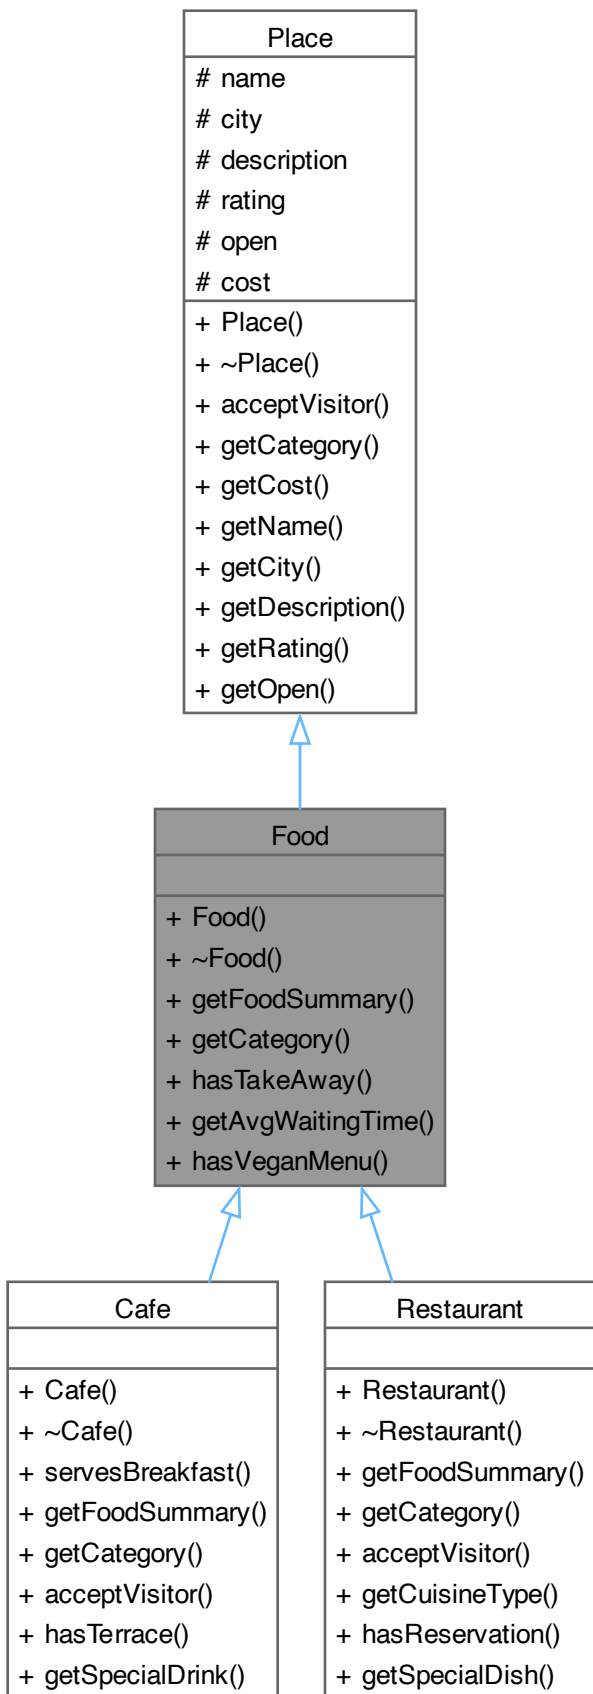 Place
# name
# city
# description
# rating
# open
# cost
+ Place()
+ ~Place()
+ acceptVisitor()
+ getCategory()
+ getCost()
+ getName()
+ getCity()
+ getDescription()
+ getRating()
+ getOpen()
Food
+ Food()
+ ~Food()
+ getFoodSummary()
+ getCategory()
+ hasTakeAway()
+ getAvgWaitingTime()
+ hasVeganMenu()
Cafe
+ Cafe()
+ ~Cafe()
+ servesBreakfast()
+ getFoodSummary()
+ getCategory()
+ acceptVisitor()
+ hasTerrace()
+ getSpecialDrink()
Restaurant
+ Restaurant()
+ ~Restaurant()
+ getFoodSummary()
+ getCategory()
+ acceptVisitor()
+ getCuisineType()
+ hasReservation()
+ getSpecialDish()